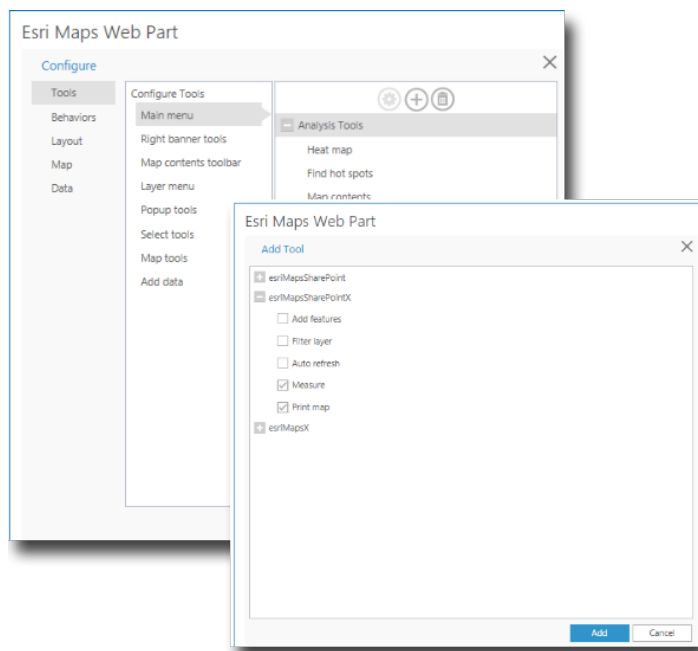 Esri Maps Web Part
Configure
Tools
Behaviors
Layout
Map
Data
Configure Tools
Main menu
Right banner tools
Map contents toolbar
Layer menu
Popup tools
Select tools
Map tools
Add data
Analysis Tools
Heat map
Find hot spots
Map contents
Esri Maps Web Part
Add Tool
esriMapsSharePoint
esriMapsSharePointX
Add features
Filter layer
Auto refresh
Measure
Print map
esriMapsX
Add
Cancel